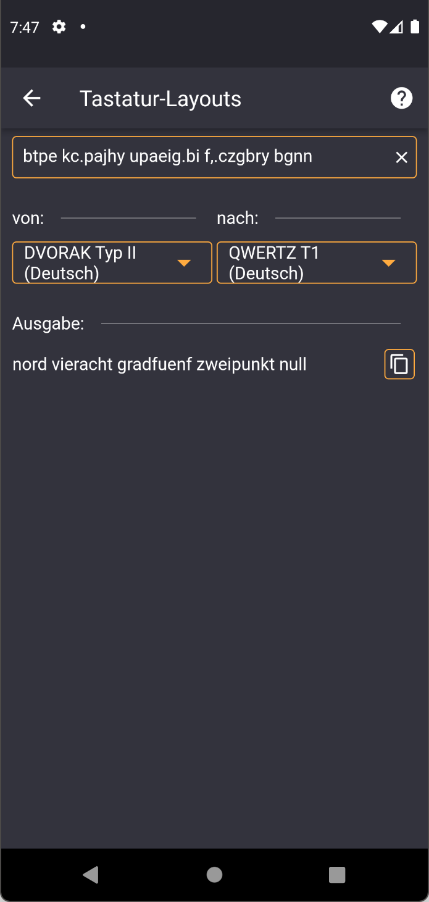 7:47
Tastatur-Layouts
btpe kc.pajhy upaeig.bi f,.czgbry bgnn
von: nach:
DVORAK Typ II QWERTZ T1
(Deutsch) (Deutsch)
Ausgabe:
nord vieracht gradfuenf zweipunkt null